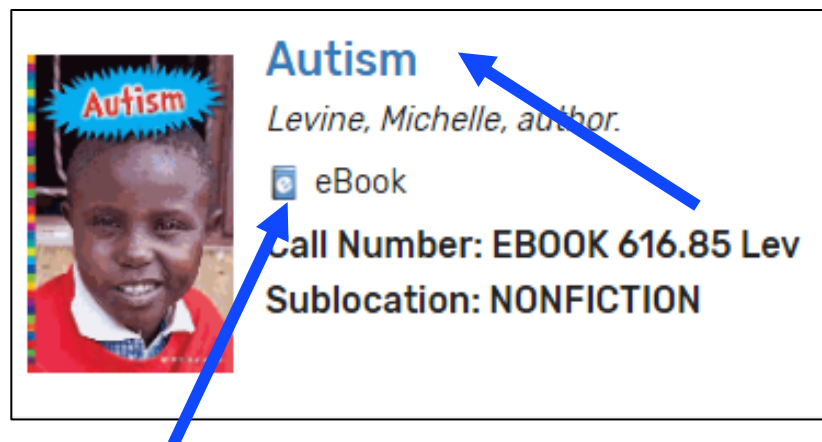 Autism
Autism
Levine, Michelle, author.
eBook
Call Number: EBOOK 616.85 Lev
Sublocation: NONFICTION